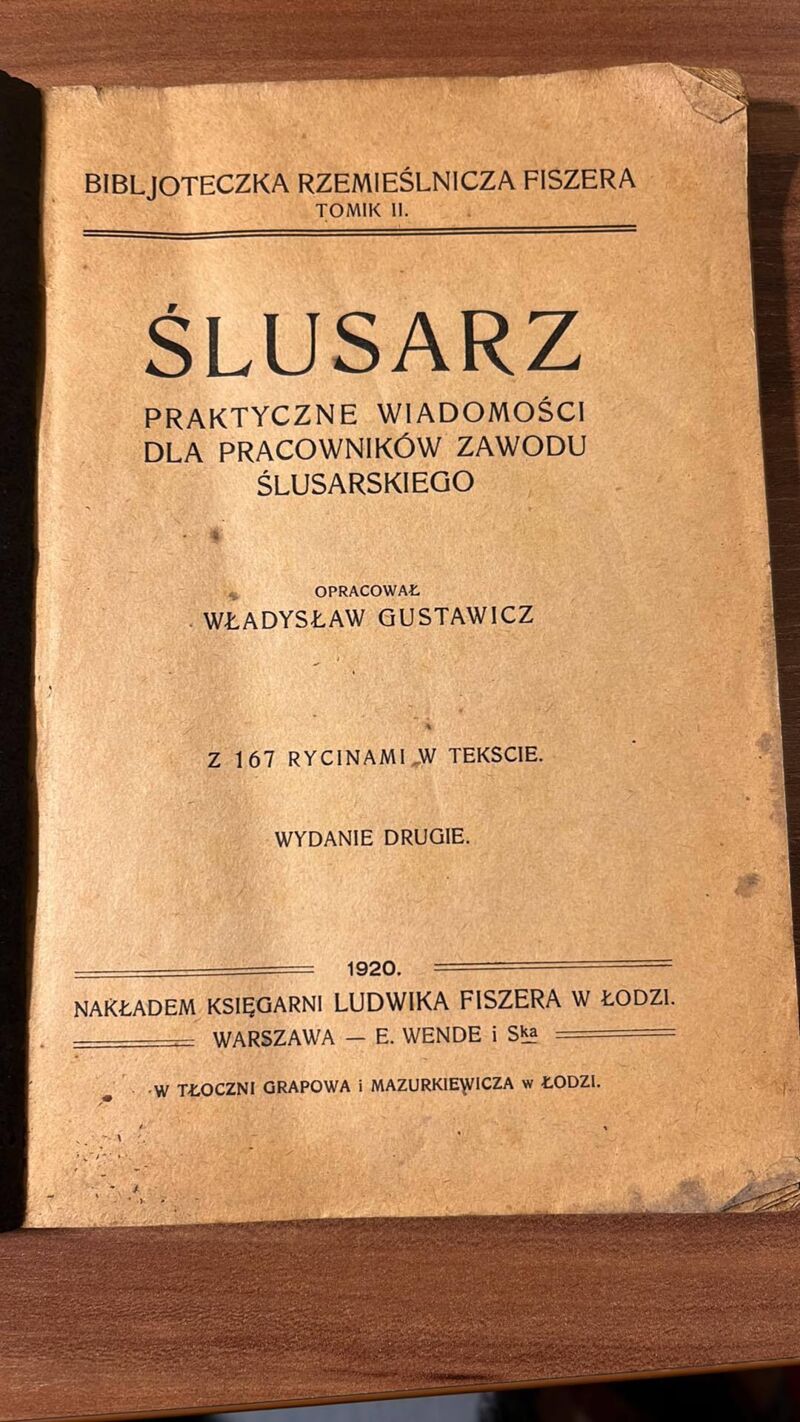 BIBLJOTECZKA RZEMIEŚLNICZA FISZERA
TOMIK II.
ŚLUSARZ
PRAKTYCZNE WIADOMOŚCI
DLA PRACOWNIKÓW ZAWODU
ŚLUSARSKIEGO
OPRACOWAŁ
WŁADYSŁAW GUSTAWICZ
Z 167 RYCINAMI W TEKSCIE.
WYDANIE DRUGIE.
1920.
NAKŁADEM KSIĘGARNI LUDWIKA FISZERA W ŁODZI.
WARSZAWA — E. WENDE i Ska
W TŁOCZNI GRAPOWA i MAZURKIEWICZA w ŁODZI.